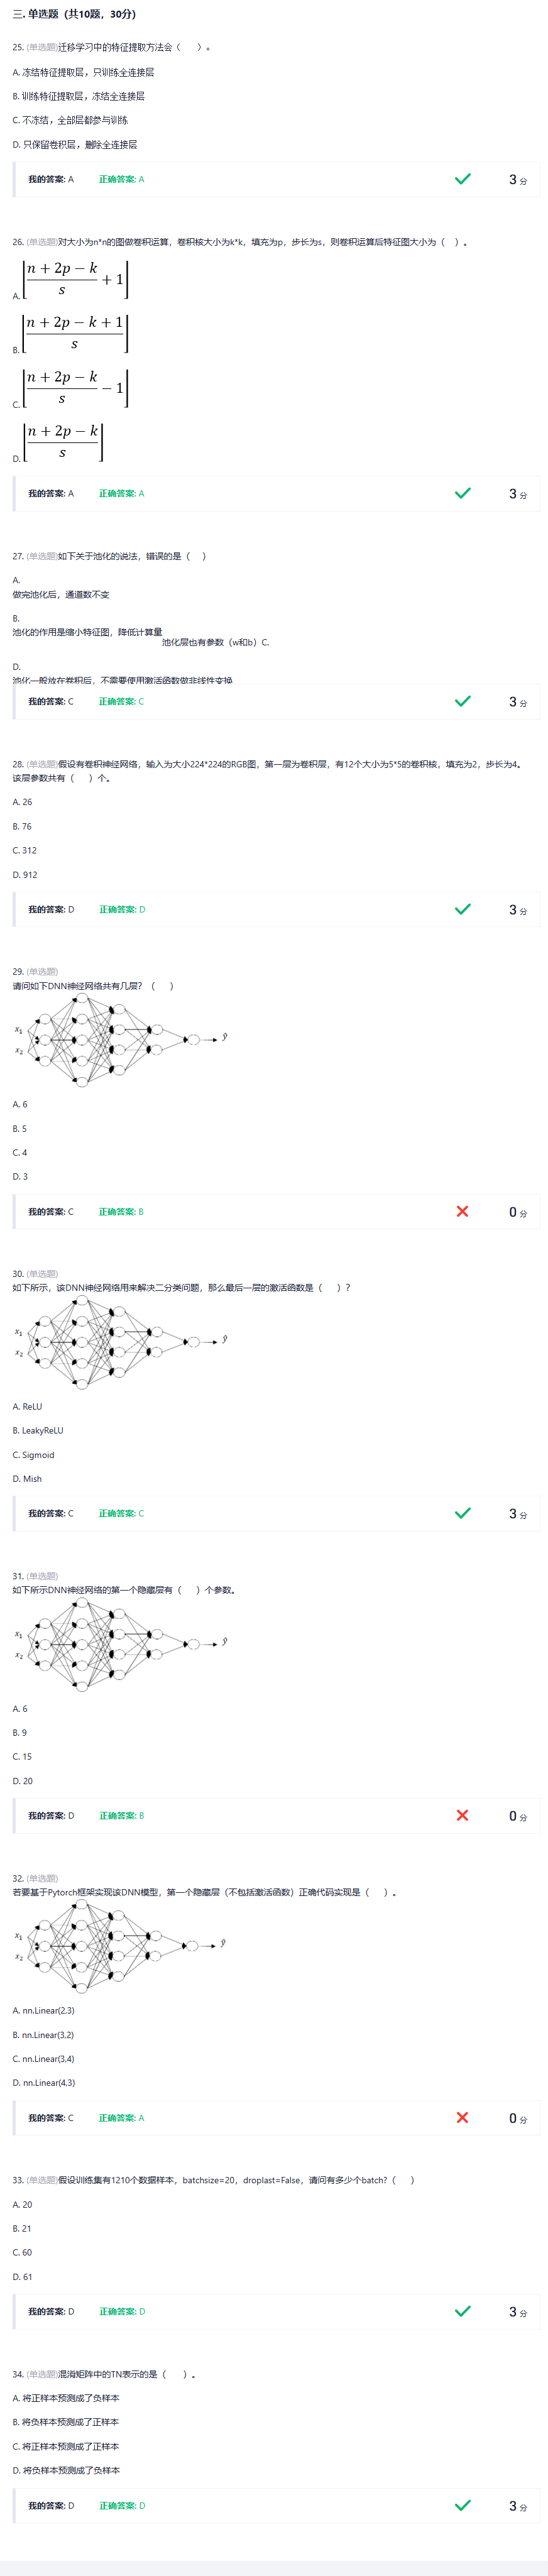 三. 单选题（共10题，30分）
25. (单选题)迁移学习中的特征提取方法会（ ）。
A. 冻结特征提取层，只训练全连接层
B. 训练特征提取层，冻结全连接层
C. 不冻结，全部层都参与训练
D. 只保留卷积层，删除全连接层
我的答案: A 正确答案: A 3 分
26. (单选题)对大小为n*n的图做卷积运算，卷积核大小为k*k，填充为p，步长为s，则卷积运算后特征图大小为（ ）。
A. ⌊(n + 2p − k)/s + 1⌋
B. ⌊(n + 2p − k + 1)/s⌋
C. ⌊(n + 2p − k)/s − 1⌋
D. ⌊(n + 2p − k)/s⌋
我的答案: A 正确答案: A 3 分
27. (单选题)如下关于池化的说法，错误的是（ ）
A.
做完池化后，通道数不变
B.
池化的作用是缩小特征图，降低计算量
池化层也有参数（w和b）C.
D.
池化一般放在卷积后，不需要使用激活函数做非线性变换
我的答案: C 正确答案: C 3 分
28. (单选题)假设有卷积神经网络，输入为大小224*224的RGB图，第一层为卷积层，有12个大小为5*5的卷积核，填充为2，步长为4。
该层参数共有（ ）个。
A. 26
B. 76
C. 312
D. 912
我的答案: D 正确答案: D 3 分
29. (单选题)
请问如下DNN神经网络共有几层？（ ）
x1
x2
ŷ
A. 6
B. 5
C. 4
D. 3
我的答案: C 正确答案: B 0 分
30. (单选题)
如下所示，该DNN神经网络用来解决二分类问题，那么最后一层的激活函数是（ ）?
x1
x2
ŷ
A. ReLU
B. LeakyReLU
C. Sigmoid
D. Mish
我的答案: C 正确答案: C 3 分
31. (单选题)
如下所示DNN神经网络的第一个隐藏层有（ ）个参数。
x1
x2
ŷ
A. 6
B. 9
C. 15
D. 20
我的答案: D 正确答案: B 0 分
32. (单选题)
若要基于Pytorch框架实现该DNN模型，第一个隐藏层（不包括激活函数）正确代码实现是（ ）。
x1
x2
ŷ
A. nn.Linear(2,3)
B. nn.Linear(3,2)
C. nn.Linear(3,4)
D. nn.Linear(4,3)
我的答案: C 正确答案: A 0 分
33. (单选题)假设训练集有1210个数据样本，batchsize=20，droplast=False，请问有多少个batch?（ ）
A. 20
B. 21
C. 60
D. 61
我的答案: D 正确答案: D 3 分
34. (单选题)混淆矩阵中的TN表示的是（ ）。
A. 将正样本预测成了负样本
B. 将负样本预测成了正样本
C. 将正样本预测成了正样本
D. 将负样本预测成了负样本
我的答案: D 正确答案: D 3 分